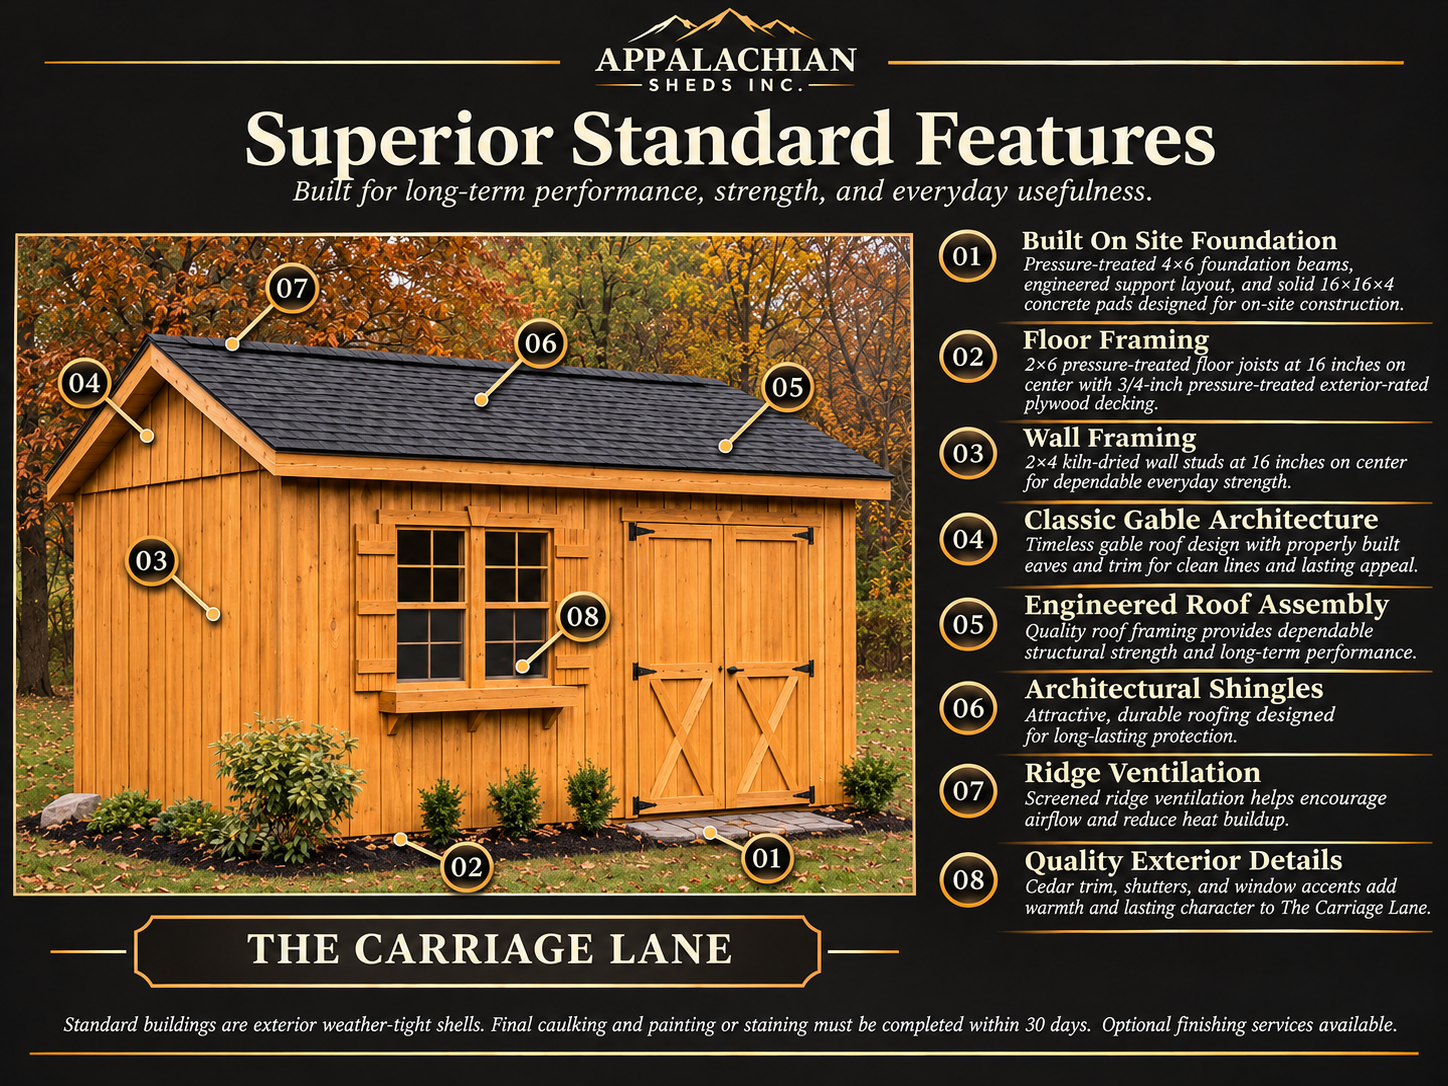 APPALACHIAN
SHEDS INC.
Superior Standard Features
Built for long-term performance, strength, and everyday usefulness.
07
06
05
04
03
08
02
01
01
Built On Site Foundation
Pressure-treated 4×6 foundation beams,
engineered support layout, and solid 16×16×4
concrete pads designed for on-site construction.
02
Floor Framing
2×6 pressure-treated floor joists at 16 inches on
center with 3/4-inch pressure-treated exterior-rated
plywood decking.
03
Wall Framing
2×4 kiln-dried wall studs at 16 inches on center
for dependable everyday strength.
04
Classic Gable Architecture
Timeless gable roof design with properly built
eaves and trim for clean lines and lasting appeal.
05
Engineered Roof Assembly
Quality roof framing provides dependable
structural strength and long-term performance.
06
Architectural Shingles
Attractive, durable roofing designed
for long-lasting protection.
07
Ridge Ventilation
Screened ridge ventilation helps encourage
airflow and reduce heat buildup.
08
Quality Exterior Details
Cedar trim, shutters, and window accents add
warmth and lasting character to The Carriage Lane.
THE CARRIAGE LANE
Standard buildings are exterior weather-tight shells. Final caulking and painting or staining must be completed within 30 days. Optional finishing services available.